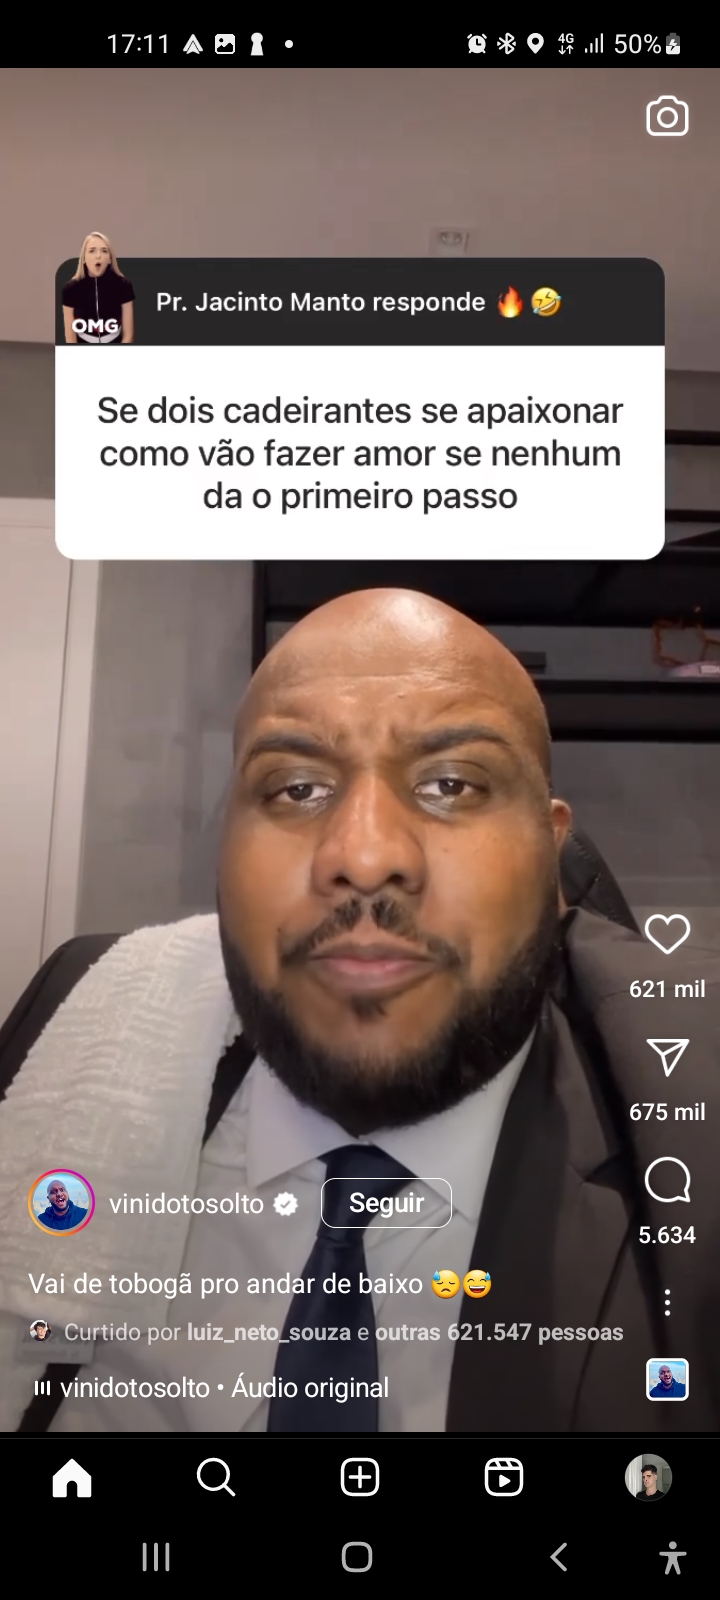 17:11 4G 50%
OMG
Pr. Jacinto Manto responde 🔥🤣
Se dois cadeirantes se apaixonar
como vão fazer amor se nenhum
da o primeiro passo
621 mil
675 mil
5.634
vinidotosolto Seguir
Vai de tobogã pro andar de baixo 😓😅
Curtido por luiz_neto_souza e outras 621.547 pessoas
vinidotosolto • Áudio original